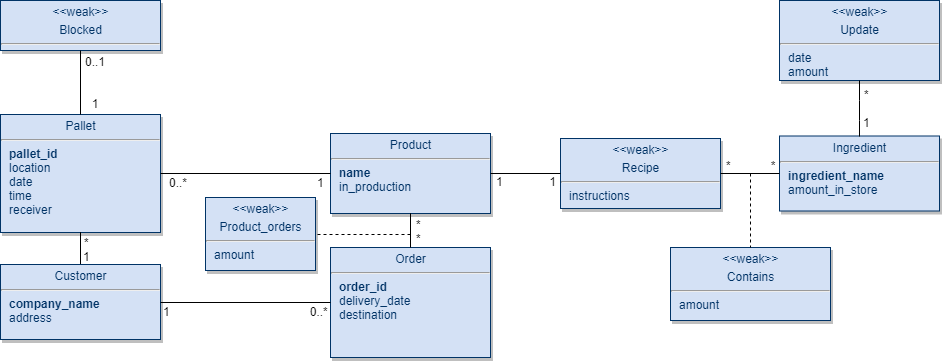 <<weak>>
Blocked
0..1
1
Pallet
pallet_id
location
date
time
receiver
0..*
1
*
1
Customer
company_name
address
1
0..*
Product
name
in_production
*
*
<<weak>>
Product_orders
amount
Order
order_id
delivery_date
destination
1
1
<<weak>>
Recipe
instructions
*
*
<<weak>>
Contains
amount
<<weak>>
Update
date
amount
*
1
Ingredient
ingredient_name
amount_in_store